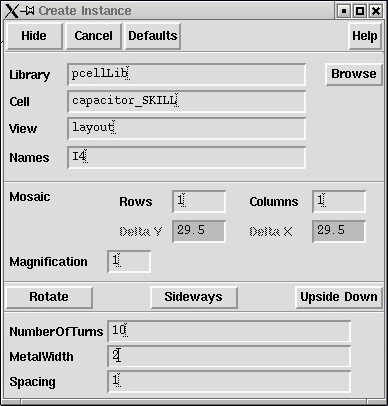 Create Instance
Hide Cancel Defaults Help
Library pcellLib Browse
Cell capacitor_SKILL
View layout
Names I4
Mosaic Rows 1 Columns 1
Delta Y 29.5 Delta X 29.5
Magnification 1
Rotate Sideways Upside Down
NumberOfTurns 10
MetalWidth 2
Spacing 1